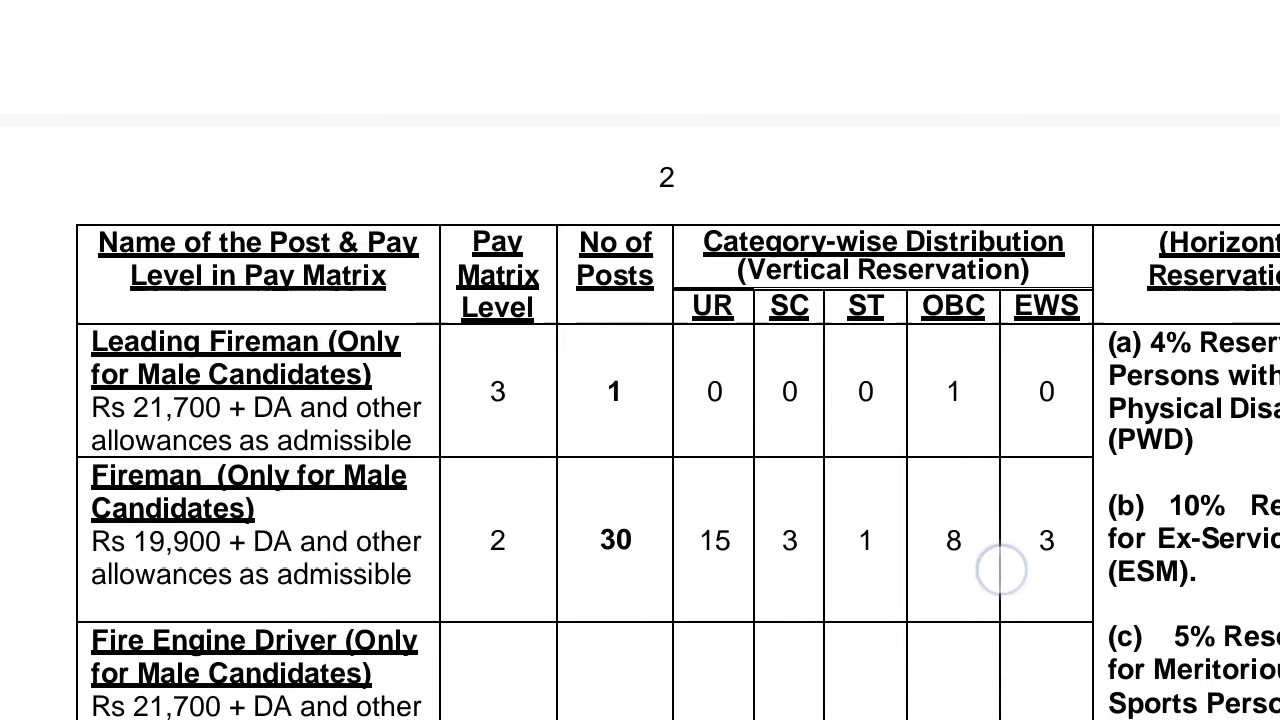 2
Name of the Post & Pay
Level in Pay Matrix
Pay
Matrix
Level
No of
Posts
Category-wise Distribution
(Vertical Reservation)
UR SC ST OBC EWS
(Horizont
Reservatio
Leading Fireman (Only
for Male Candidates)
Rs 21,700 + DA and other
allowances as admissible
3 1 0 0 0 1 0
Fireman (Only for Male
Candidates)
Rs 19,900 + DA and other
allowances as admissible
2 30 15 3 1 8 3
Fire Engine Driver (Only
for Male Candidates)
Rs 21,700 + DA and other
(a) 4% Reser
Persons with
Physical Disa
(PWD)
(b) 10% Re
for Ex-Servic
(ESM).
(c) 5% Rese
for Meritoriou
Sports Perso